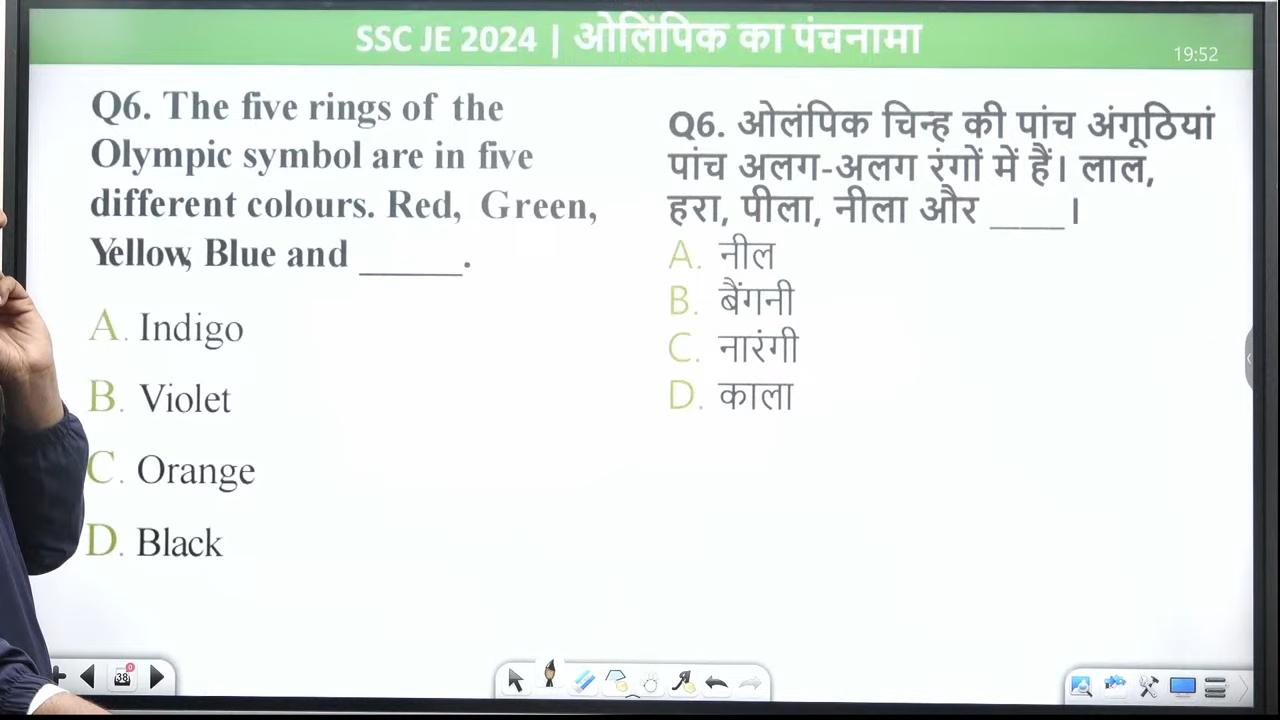 SSC JE 2024 | ओलिंपिक का पंचनामा
19:52
Q6. The five rings of the
Olympic symbol are in five
different colours. Red, Green,
Yellow, Blue and _____.
A. Indigo
B. Violet
C. Orange
D. Black
Q6. ओलंपिक चिन्ह की पांच अंगूठियां
पांच अलग-अलग रंगों में हैं। लाल,
हरा, पीला, नीला और ____।
A. नील
B. बैंगनी
C. नारंगी
D. काला
38
0